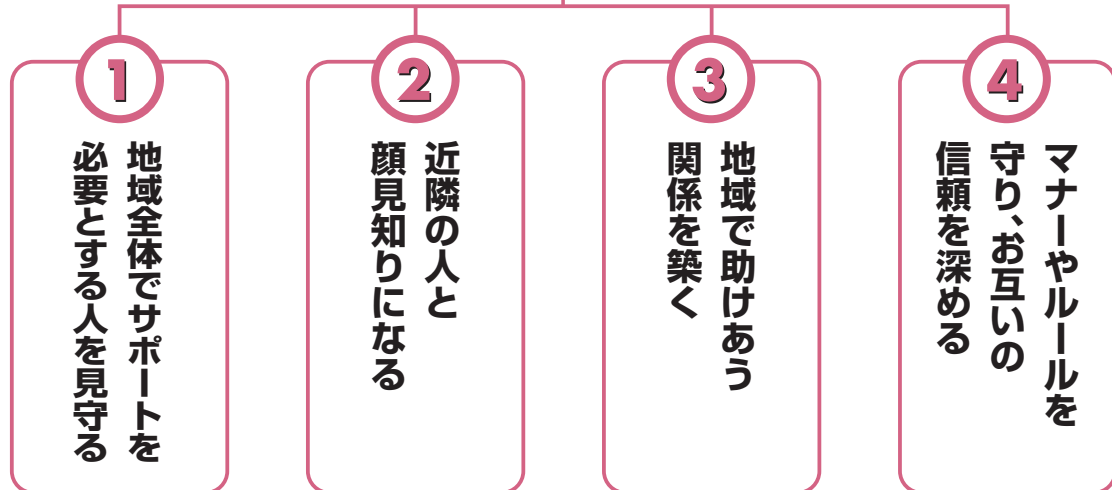 1
地域全体でサポートを
必要とする人を見守る
2
近隣の人と
顔見知りになる
3
地域で助けあう
関係を築く
4
マナーやルールを
守り、お互いの
信頼を深める